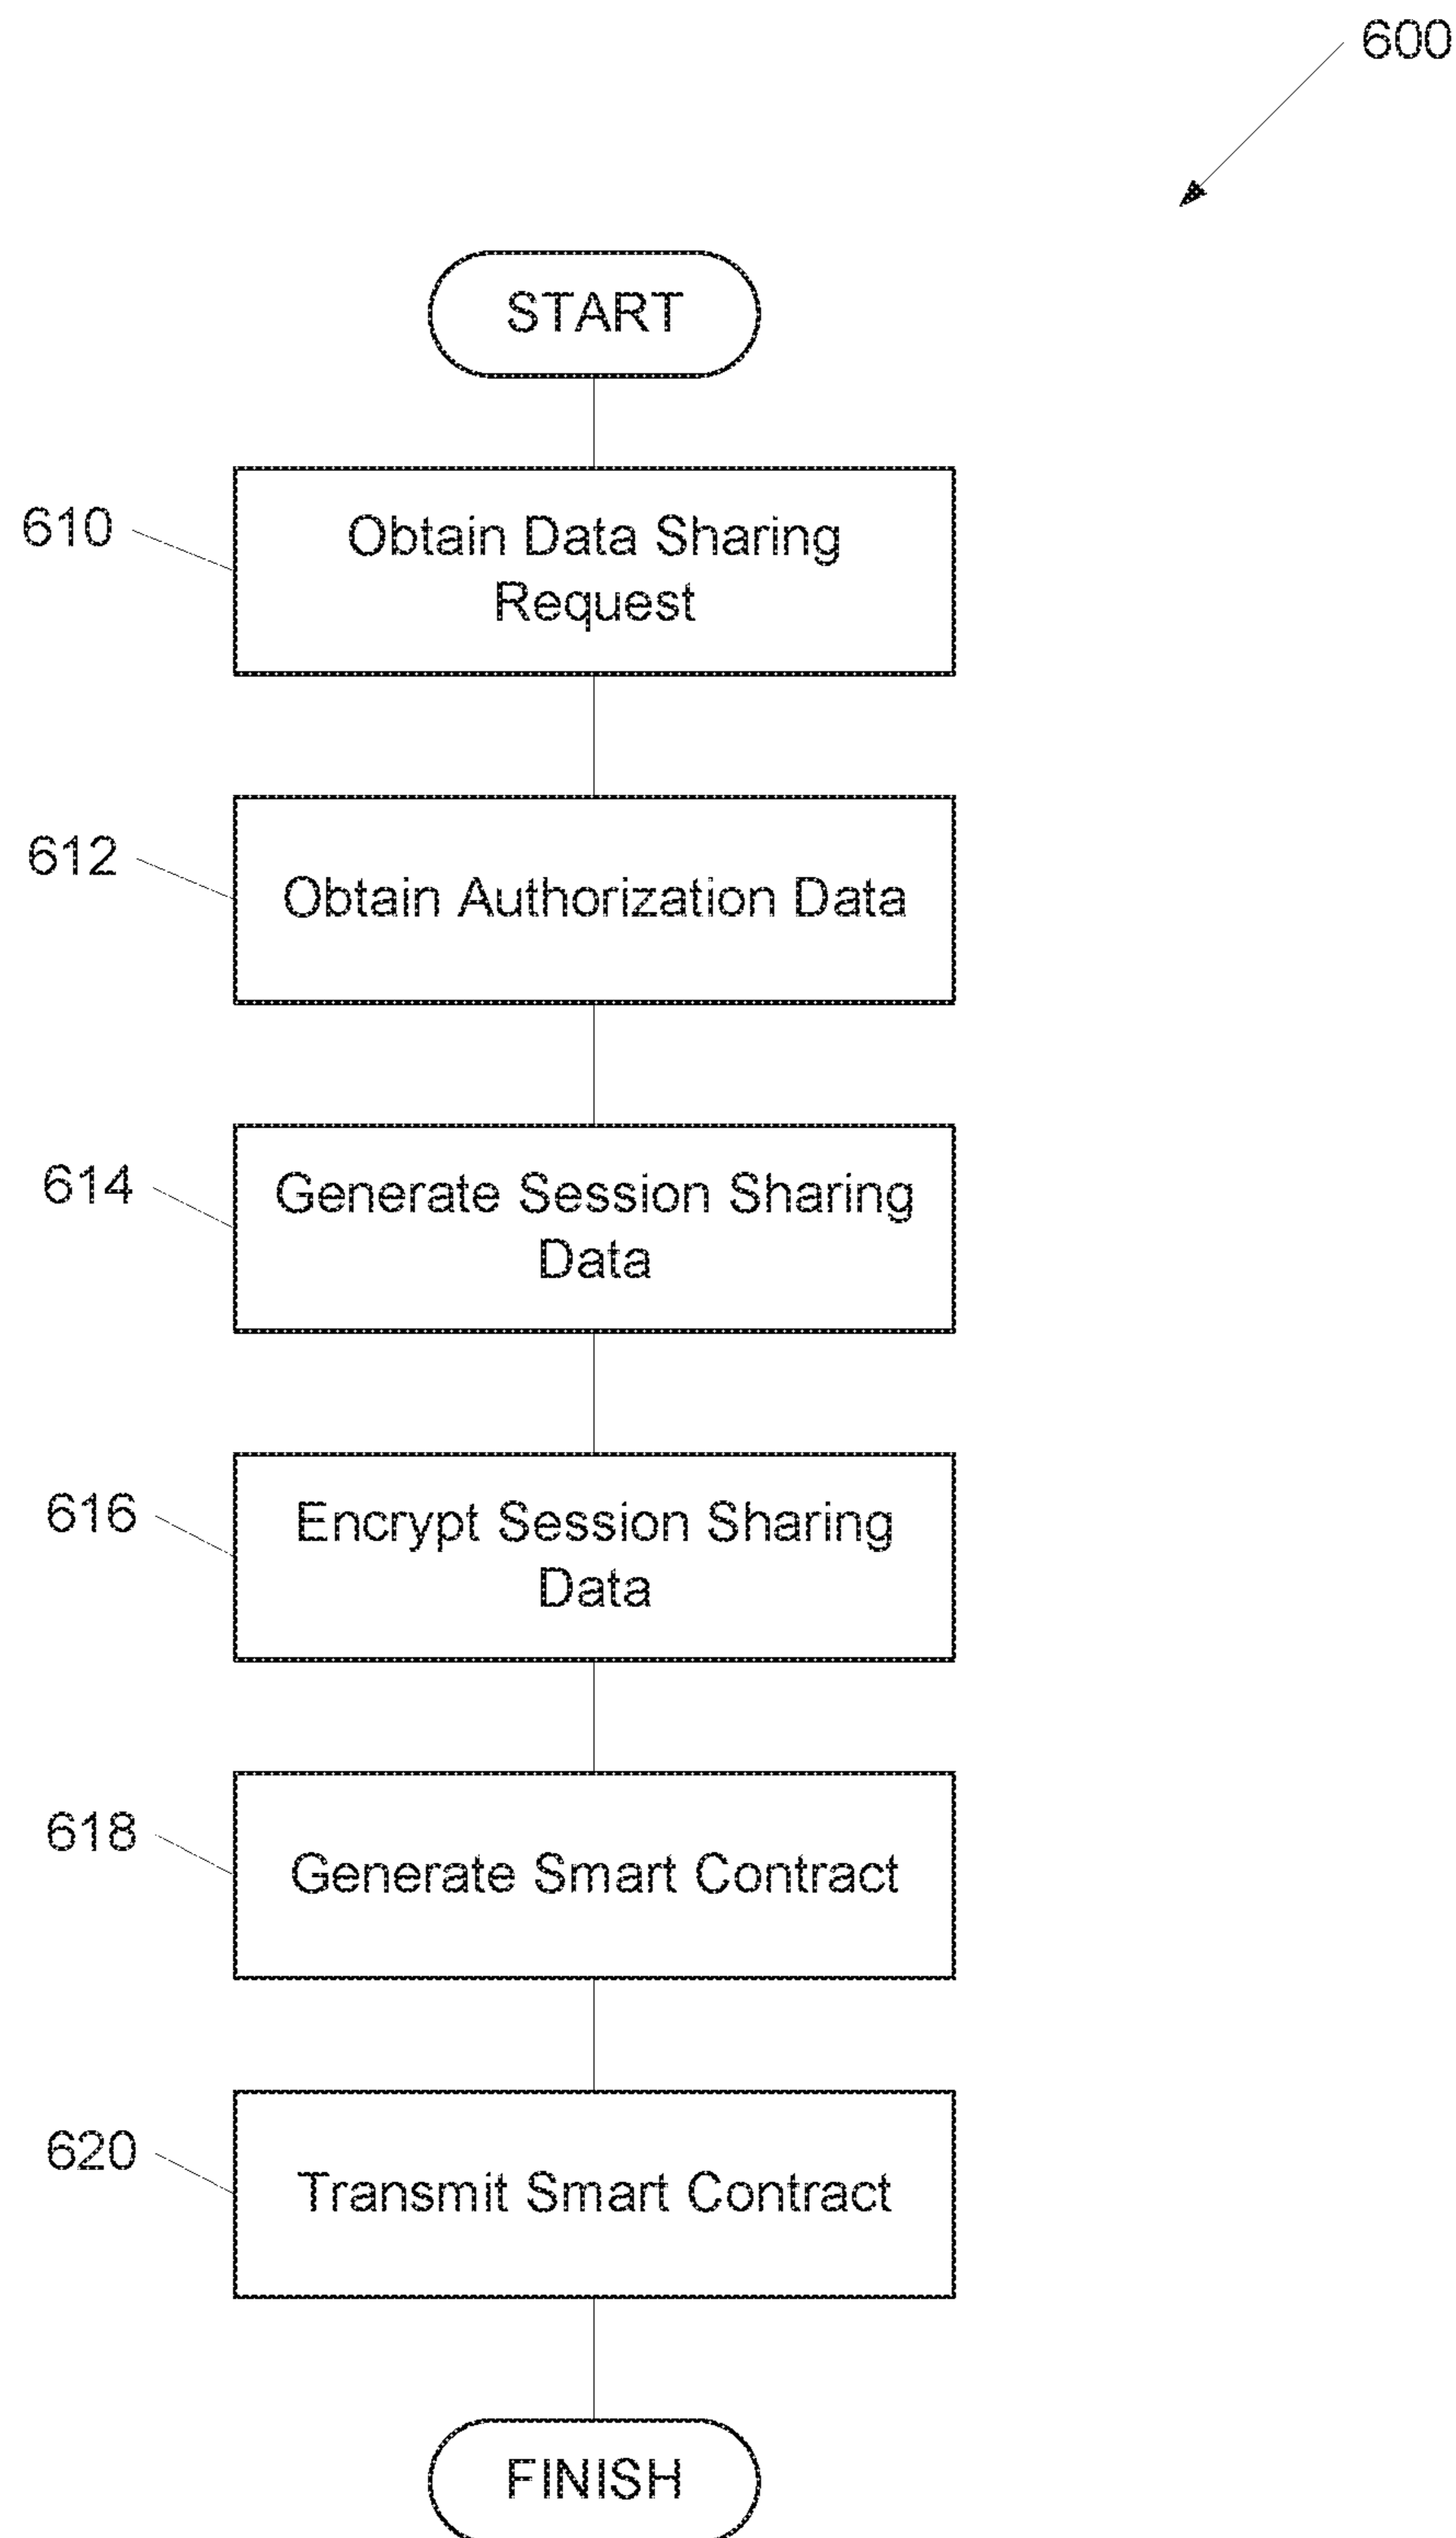 600
START
610
Obtain Data Sharing
Request
612
Obtain Authorization Data
614
Generate Session Sharing
Data
616
Encrypt Session Sharing
Data
618
Generate Smart Contract
620
Transmit Smart Contract
FINISH